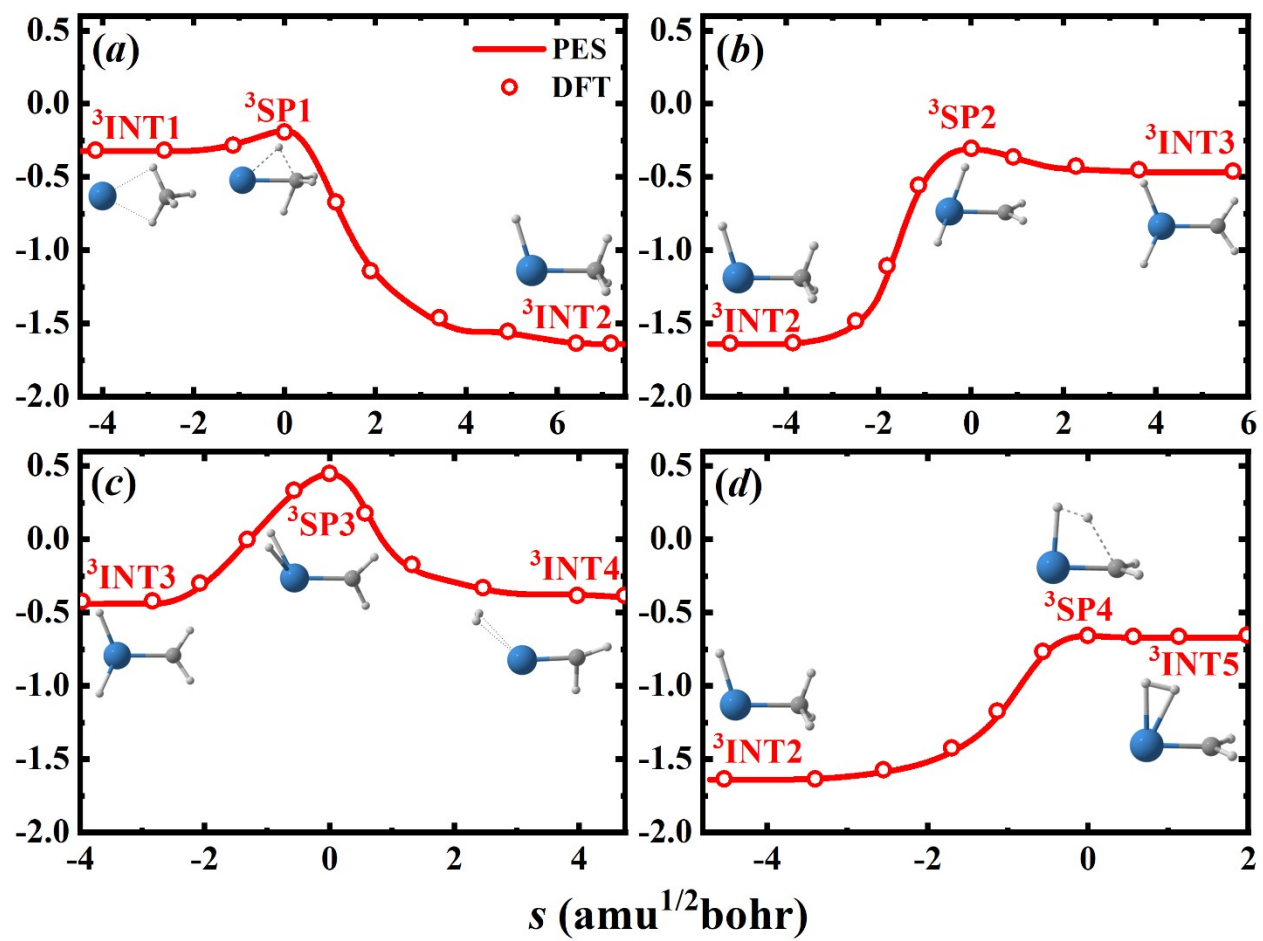 (a)
PES
DFT
³INT1
³SP1
³INT2
0.5
0.0
-0.5
-1.0
-1.5
-2.0
-4 -2 0 2 4 6
(b)
³SP2
³INT3
³INT2
0.5
0.0
-0.5
-1.0
-1.5
-2.0
-4 -2 0 2 4 6
(c)
³SP3
³INT3
³INT4
0.5
0.0
-0.5
-1.0
-1.5
-2.0
-4 -2 0 2 4
(d)
³SP4
³INT5
³INT2
0.5
0.0
-0.5
-1.0
-1.5
-2.0
-4 -2 0 2
s (amu^1/2bohr)